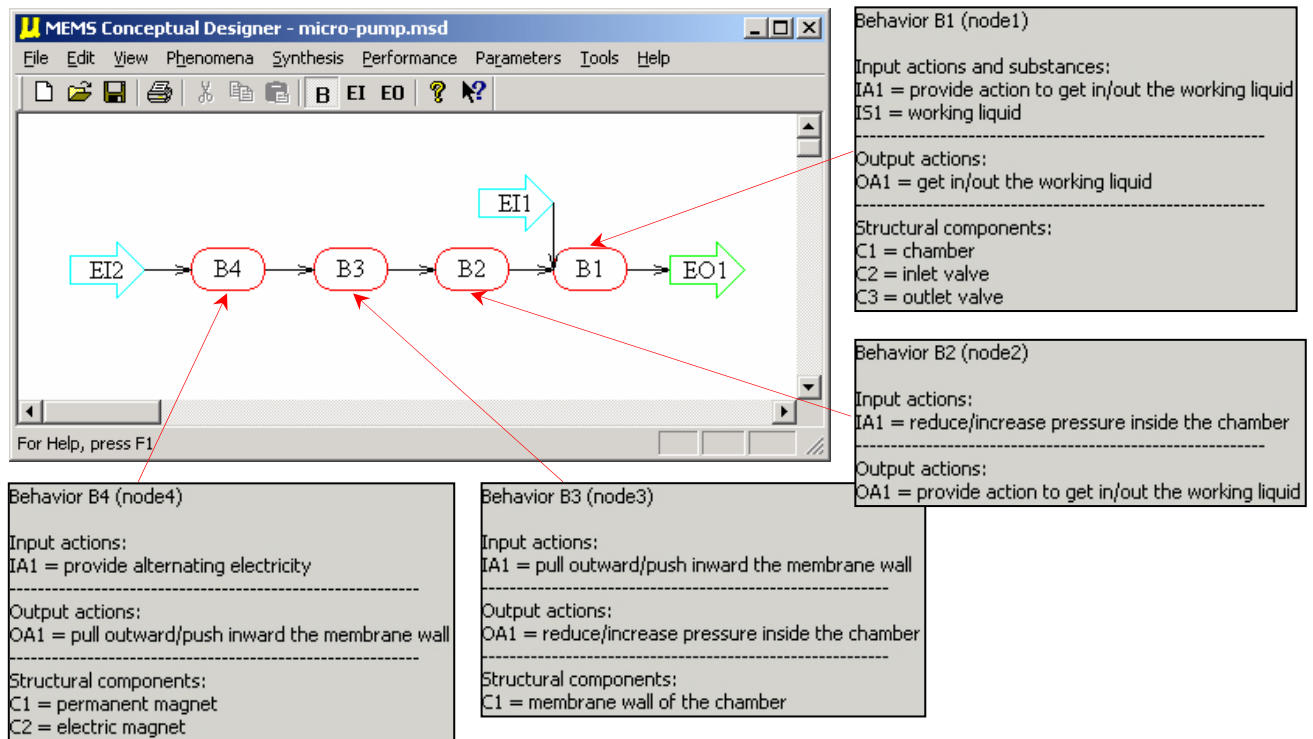 MEMS Conceptual Designer - micro-pump.msd
File Edit View Phenomena Synthesis Performance Parameters Tools Help
B EI EO
EI1
EI2 B4 B3 B2 B1 EO1
For Help, press F1
Behavior B1 (node1)
Input actions and substances:
IA1 = provide action to get in/out the working liquid
IS1 = working liquid
--------------------------------------------------------------------
Output actions:
OA1 = get in/out the working liquid
--------------------------------------------------------------------
Structural components:
C1 = chamber
C2 = inlet valve
C3 = outlet valve
Behavior B2 (node2)
Input actions:
IA1 = reduce/increase pressure inside the chamber
--------------------------------------------------------------------
Output actions:
OA1 = provide action to get in/out the working liquid
Behavior B4 (node4)
Input actions:
IA1 = provide alternating electricity
--------------------------------------------------------------------
Output actions:
OA1 = pull outward/push inward the membrane wall
--------------------------------------------------------------------
Structural components:
C1 = permanent magnet
C2 = electric magnet
Behavior B3 (node3)
Input actions:
IA1 = pull outward/push inward the membrane wall
--------------------------------------------------------------------
Output actions:
OA1 = reduce/increase pressure inside the chamber
--------------------------------------------------------------------
Structural components:
C1 = membrane wall of the chamber